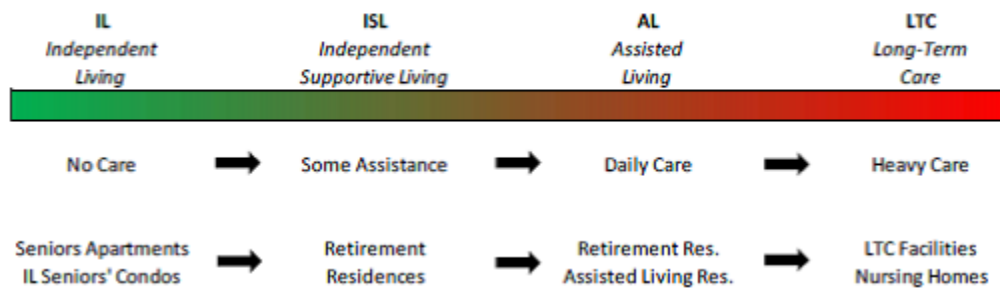 IL
Independent
Living
ISL
Independent
Supportive Living
AL
Assisted
Living
LTC
Long-Term
Care
No Care
Some Assistance
Daily Care
Heavy Care
Seniors Apartments
IL Seniors' Condos
Retirement
Residences
Retirement Res.
Assisted Living Res.
LTC Facilities
Nursing Homes